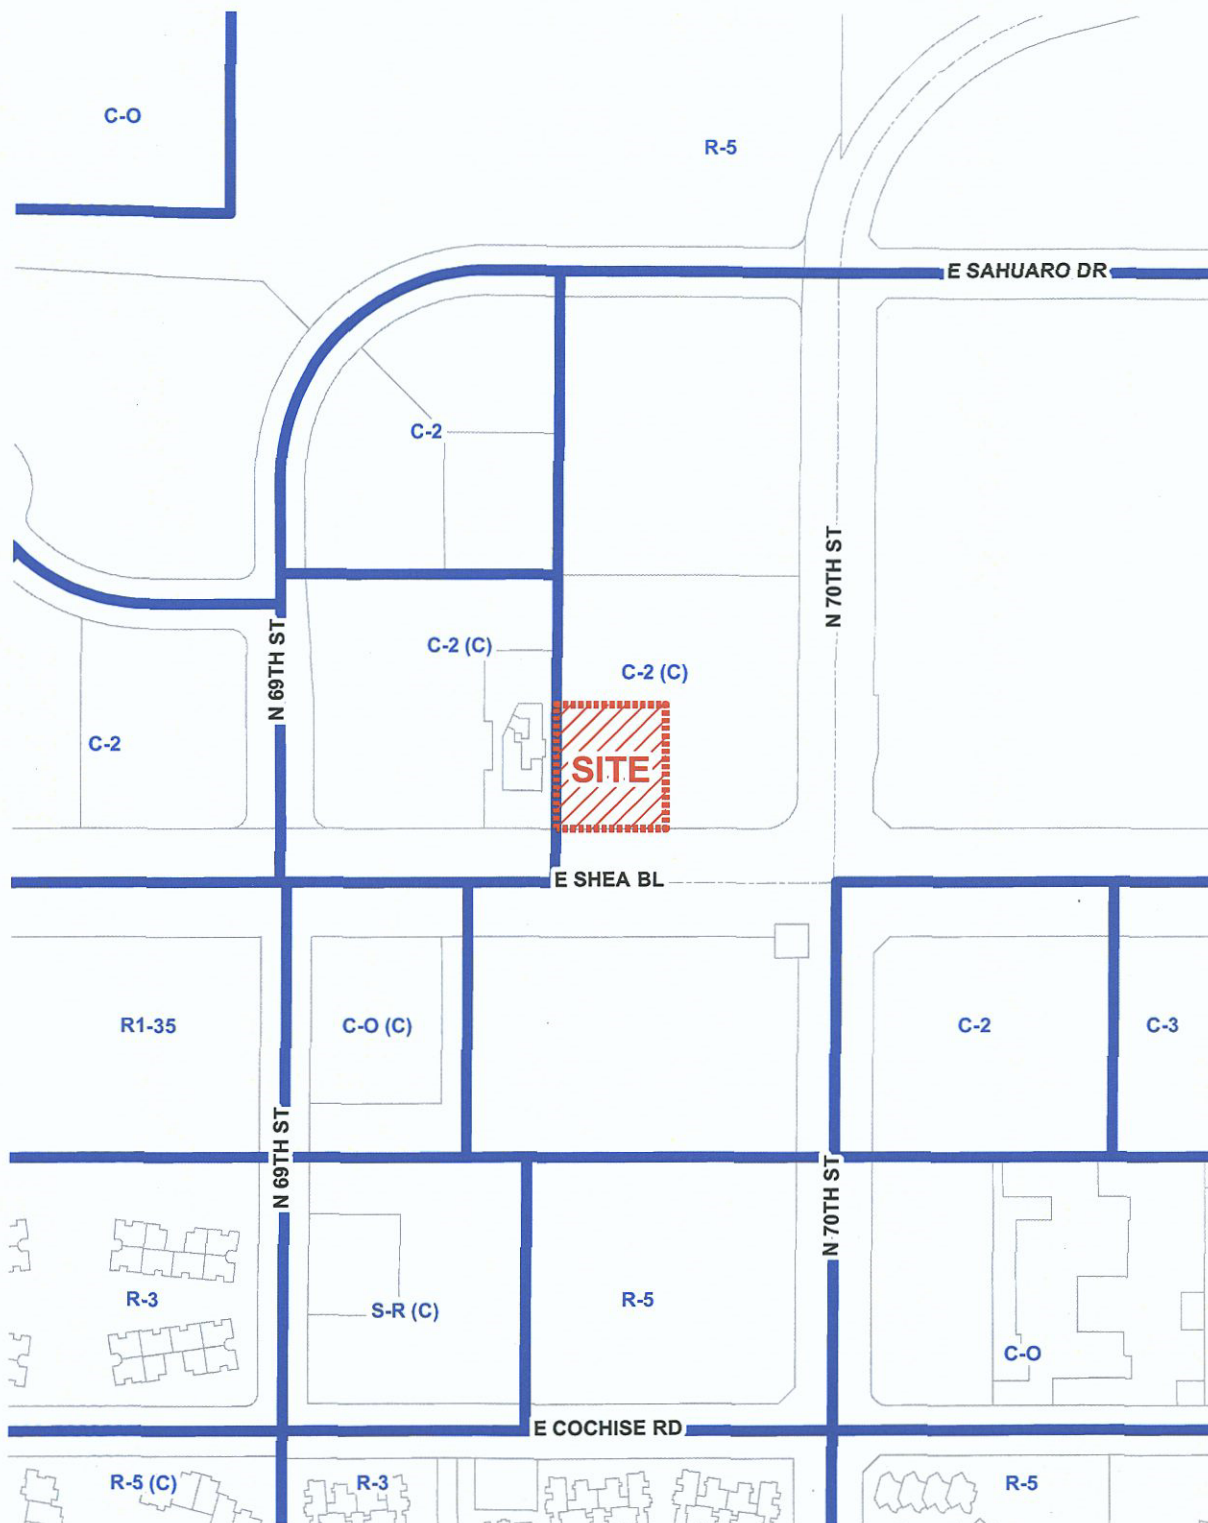 C-O
R-5
E SAHUARO DR
C-2
N 70TH ST
N 69TH ST
C-2 (C)
C-2 (C)
C-2
SITE
E SHEA BL
R1-35
C-O (C)
C-2
C-3
N 69TH ST
N 70TH ST
R-3
S-R (C)
R-5
C-O
E COCHISE RD
R-5 (C)
R-3
R-5